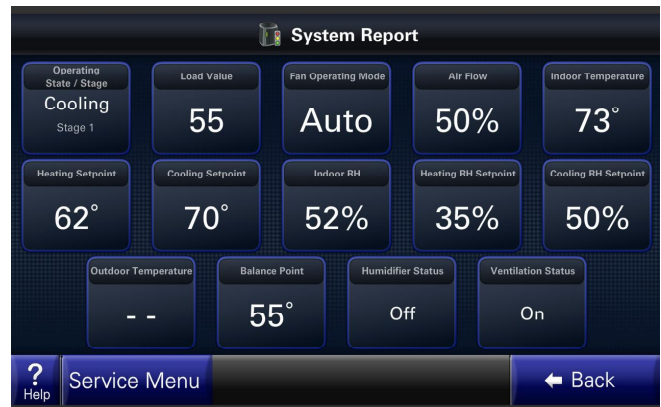 System Report
Operating
State / Stage
Cooling
Stage 1
Load Value
55
Fan Operating Mode
Auto
Air Flow
50%
Indoor Temperature
73°
Heating Setpoint
62°
Cooling Setpoint
70°
Indoor RH
52%
Heating RH Setpoint
35%
Cooling RH Setpoint
50%
Outdoor Temperature
- -
Balance Point
55°
Humidifier Status
Off
Ventilation Status
On
?
Help
Service Menu
Back